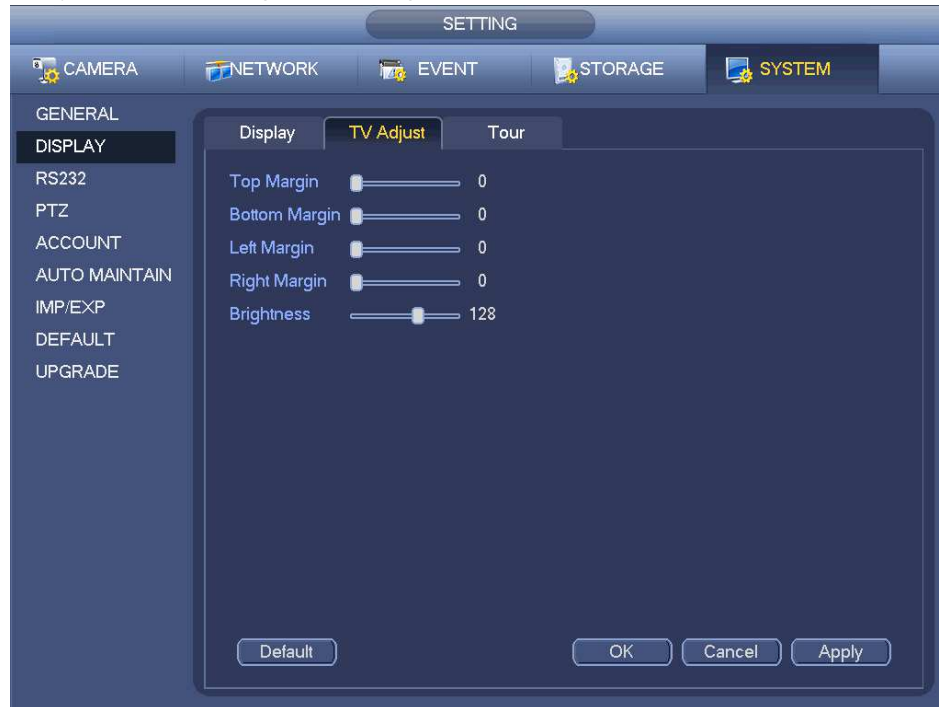 SETTING
CAMERA NETWORK EVENT STORAGE SYSTEM
GENERAL
DISPLAY
RS232
PTZ
ACCOUNT
AUTO MAINTAIN
IMP/EXP
DEFAULT
UPGRADE
Display TV Adjust Tour
Top Margin 0
Bottom Margin 0
Left Margin 0
Right Margin 0
Brightness 128
Default OK Cancel Apply